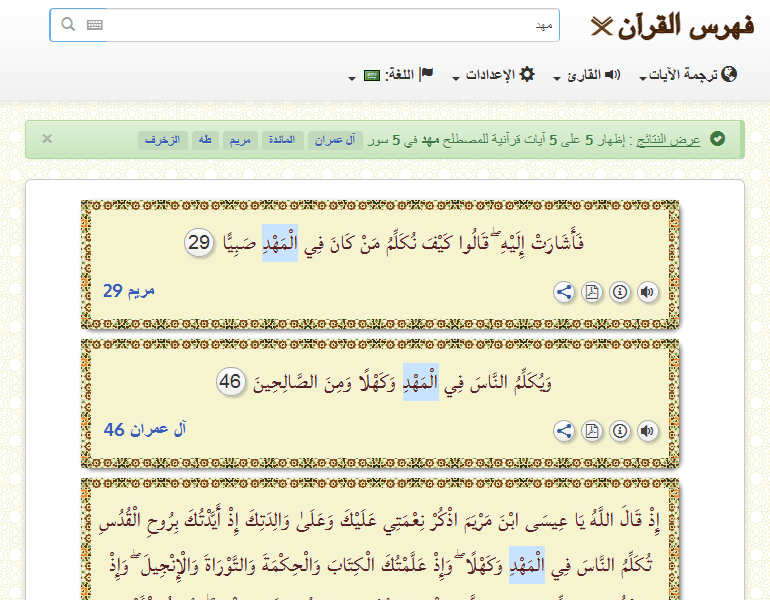 فهرس القرآن
مهد
ترجمة الآيات القارئ الإعدادات اللغة:
عرض النتائج : إظهار 5 على 5 آيات قرآنية للمصطلح مهد في 5 سور آل عمران المائدة مريم طه الزخرف ×
فَأَشَارَتْ إِلَيْهِ ۖ قَالُوا كَيْفَ نُكَلِّمُ مَنْ كَانَ فِي الْمَهْدِ صَبِيًّا 29
مريم 29
وَيُكَلِّمُ النَّاسَ فِي الْمَهْدِ وَكَهْلًا وَمِنَ الصَّالِحِينَ 46
آل عمران 46
إِذْ قَالَ اللَّهُ يَا عِيسَى ابْنَ مَرْيَمَ اذْكُرْ نِعْمَتِي عَلَيْكَ وَعَلَىٰ وَالِدَتِكَ إِذْ أَيَّدْتُكَ بِرُوحِ الْقُدُسِ
تُكَلِّمُ النَّاسَ فِي الْمَهْدِ وَكَهْلًا ۖ وَإِذْ عَلَّمْتُكَ الْكِتَابَ وَالْحِكْمَةَ وَالتَّوْرَاةَ وَالْإِنْجِيلَ ۖ وَإِذْ